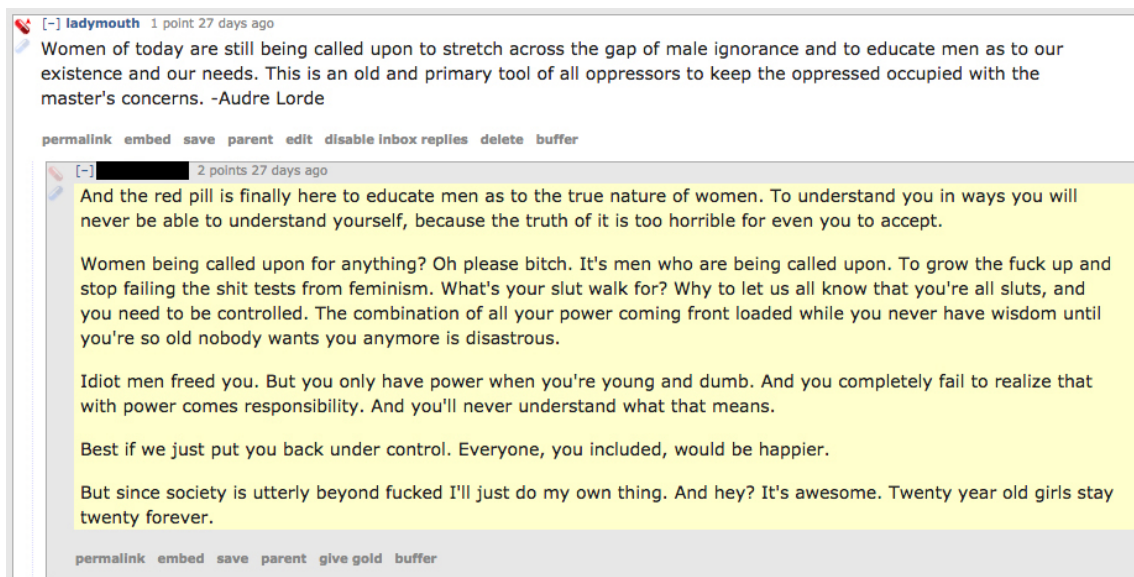 [-] ladymouth 1 point 27 days ago
Women of today are still being called upon to stretch across the gap of male ignorance and to educate men as to our
existence and our needs. This is an old and primary tool of all oppressors to keep the oppressed occupied with the
master's concerns. -Audre Lorde
permalink embed save parent edit disable inbox replies delete buffer
[-] 2 points 27 days ago
And the red pill is finally here to educate men as to the true nature of women. To understand you in ways you will
never be able to understand yourself, because the truth of it is too horrible for even you to accept.
Women being called upon for anything? Oh please bitch. It's men who are being called upon. To grow the fuck up and
stop failing the shit tests from feminism. What's your slut walk for? Why to let us all know that you're all sluts, and
you need to be controlled. The combination of all your power coming front loaded while you never have wisdom until
you're so old nobody wants you anymore is disastrous.
Idiot men freed you. But you only have power when you're young and dumb. And you completely fail to realize that
with power comes responsibility. And you'll never understand what that means.
Best if we just put you back under control. Everyone, you included, would be happier.
But since society is utterly beyond fucked I'll just do my own thing. And hey? It's awesome. Twenty year old girls stay
twenty forever.
permalink embed save parent give gold buffer